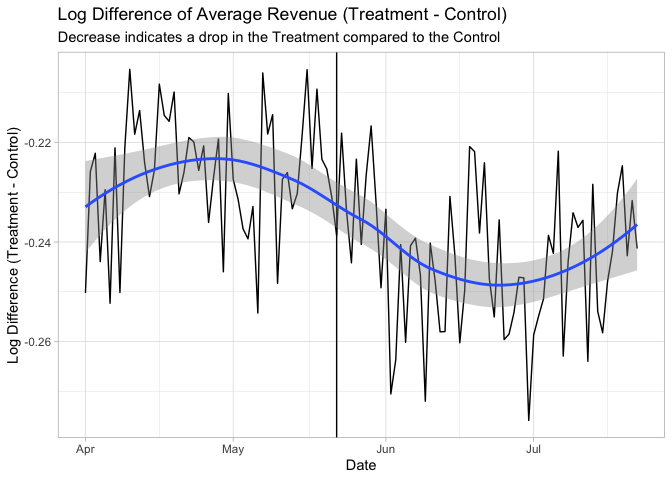 Log Difference of Average Revenue (Treatment - Control)
Decrease indicates a drop in the Treatment compared to the Control
Log Difference (Treatment - Control)
-0.22
-0.24
-0.26
Apr
May
Jun
Jul
Date